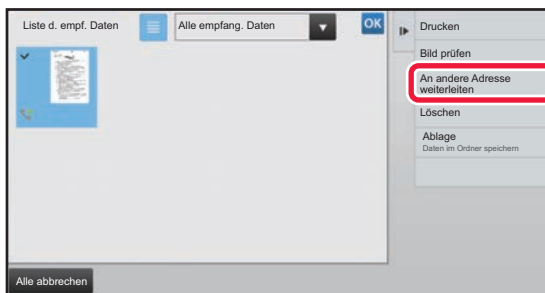 Liste d. empf. Daten
Alle empfang. Daten
OK
Drucken
Bild prüfen
An andere Adresse
weiterleiten
Löschen
Ablage
Daten im Ordner speichern
Alle abbrechen